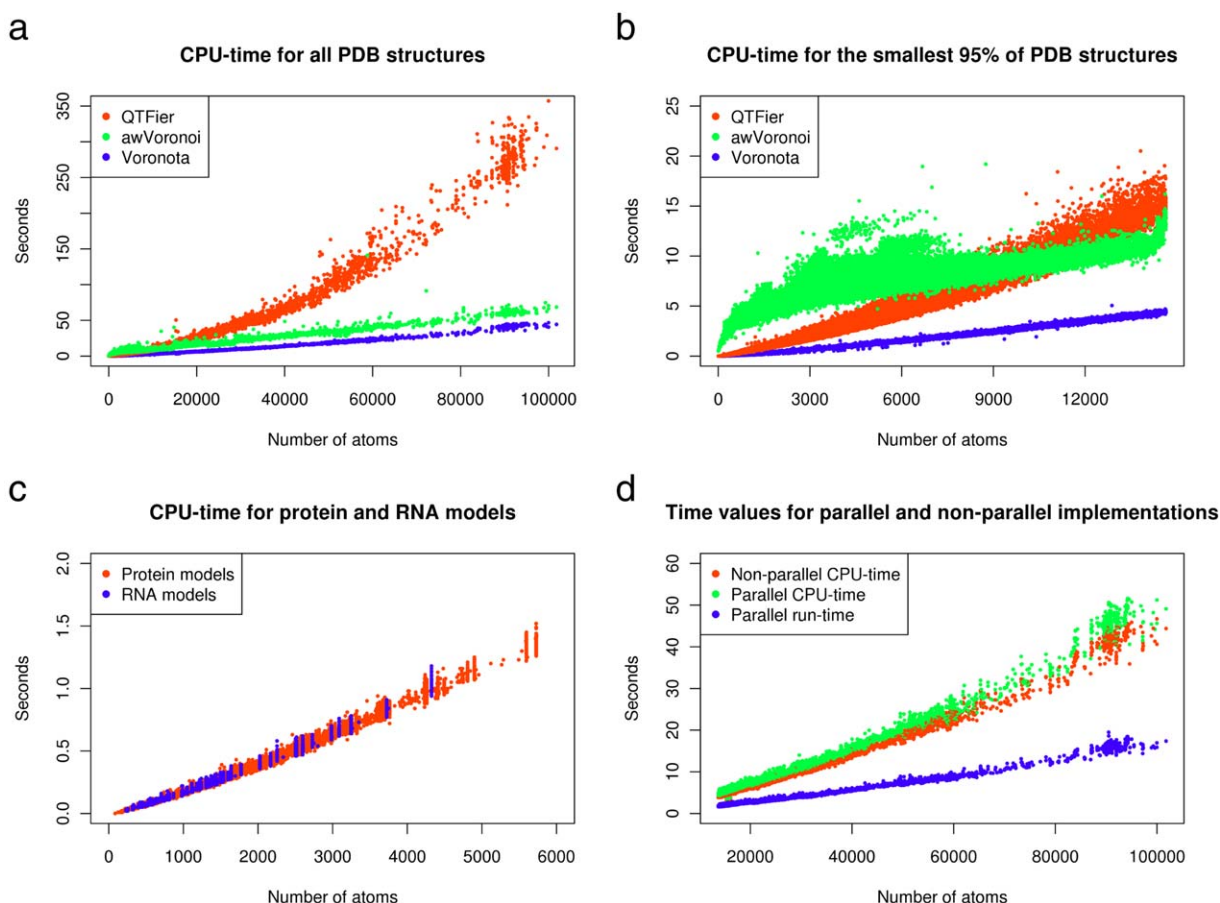 a
CPU-time for all PDB structures
350
250
150
50
0
Seconds
QTFier
awVoronoi
Voronota
0 20000 40000 60000 80000 100000
Number of atoms
b
CPU-time for the smallest 95% of PDB structures
25
20
15
10
5
0
Seconds
QTFier
awVoronoi
Voronota
0 3000 6000 9000 12000
Number of atoms
c
CPU-time for protein and RNA models
2.0
1.5
1.0
0.5
0.0
Seconds
Protein models
RNA models
0 1000 2000 3000 4000 5000 6000
Number of atoms
d
Time values for parallel and non-parallel implementations
60
50
40
30
20
10
0
Seconds
Non-parallel CPU-time
Parallel CPU-time
Parallel run-time
20000 40000 60000 80000 100000
Number of atoms